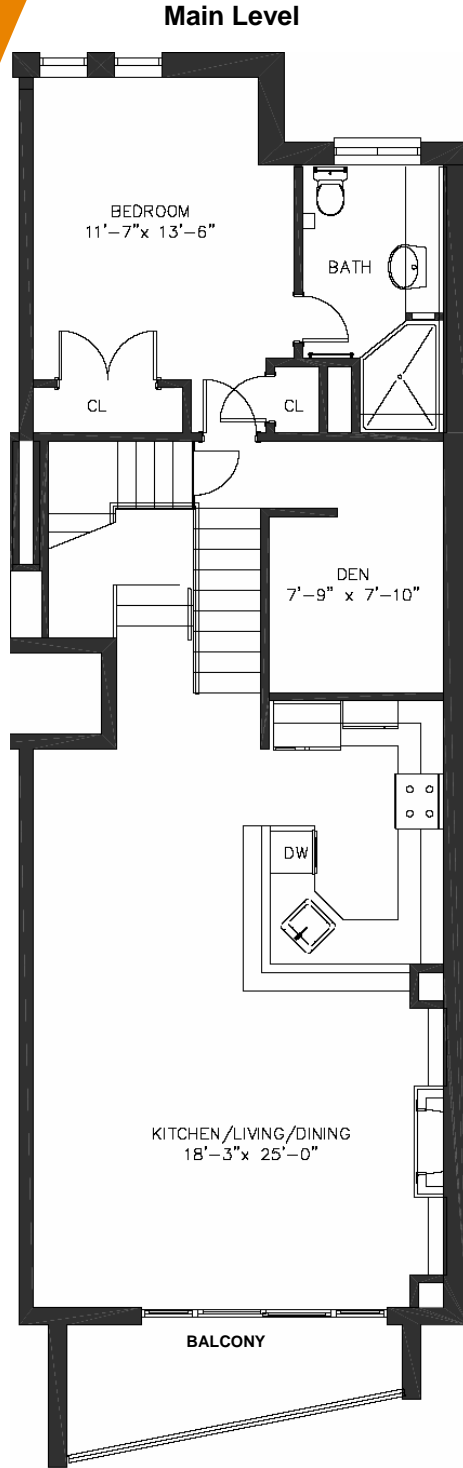 Main Level
BEDROOM
11'-7"x 13'-6"
BATH
CL
CL
DEN
7'-9" x 7'-10"
DW
KITCHEN/LIVING/DINING
18'-3"x 25'-0"
BALCONY